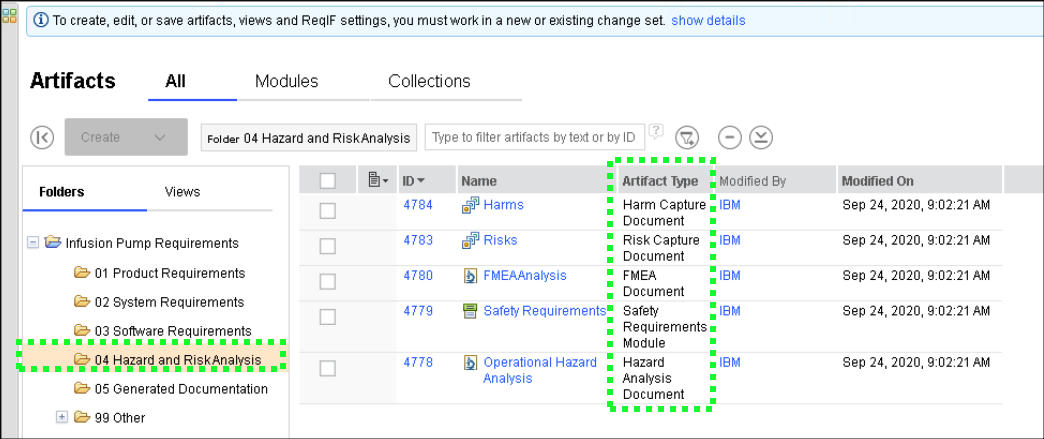 To create, edit, or save artifacts, views and ReqIF settings, you must work in a new or existing change set. show details
Artifacts All Modules Collections
Create Folder 04 Hazard and Risk Analysis Type to filter artifacts by text or by ID ?
Folders Views
Infusion Pump Requirements
01 Product Requirements
02 System Requirements
03 Software Requirements
04 Hazard and Risk Analysis
05 Generated Documentation
99 Other
ID Name Artifact Type Modified By Modified On
4784 Harms Harm Capture IBM Sep 24, 2020, 9:02:21 AM
Document
4783 Risks Risk Capture IBM Sep 24, 2020, 9:02:21 AM
Document
4780 FMEA Analysis FMEA IBM Sep 24, 2020, 9:02:21 AM
Document
4779 Safety Requirements Safety IBM Sep 24, 2020, 9:02:21 AM
Requirements
Module
4778 Operational Hazard Hazard IBM Sep 24, 2020, 9:02:21 AM
Analysis Analysis
Document